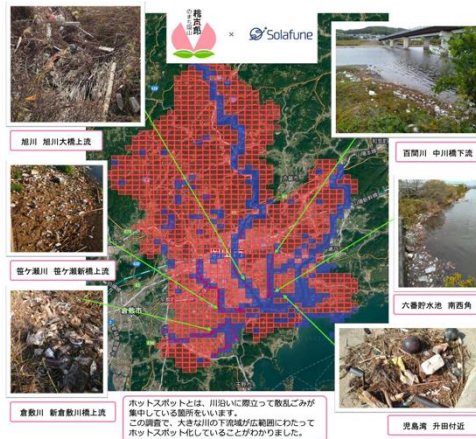 桃太郎
のまち岡山
×
Solafune
旭川 旭川大橋上流
百間川 中川橋下流
笹ケ瀬川 笹ケ瀬新橋上流
六番貯水池 南西角
倉敷市
倉敷川 新倉敷川橋上流
児島湾 升田付近
ホットスポットとは、川沿いに際立って散乱ごみが
集中している箇所をいいます。
この調査で、大きな川の下流域が広範囲にわたって
ホットスポット化していることがわかりました。